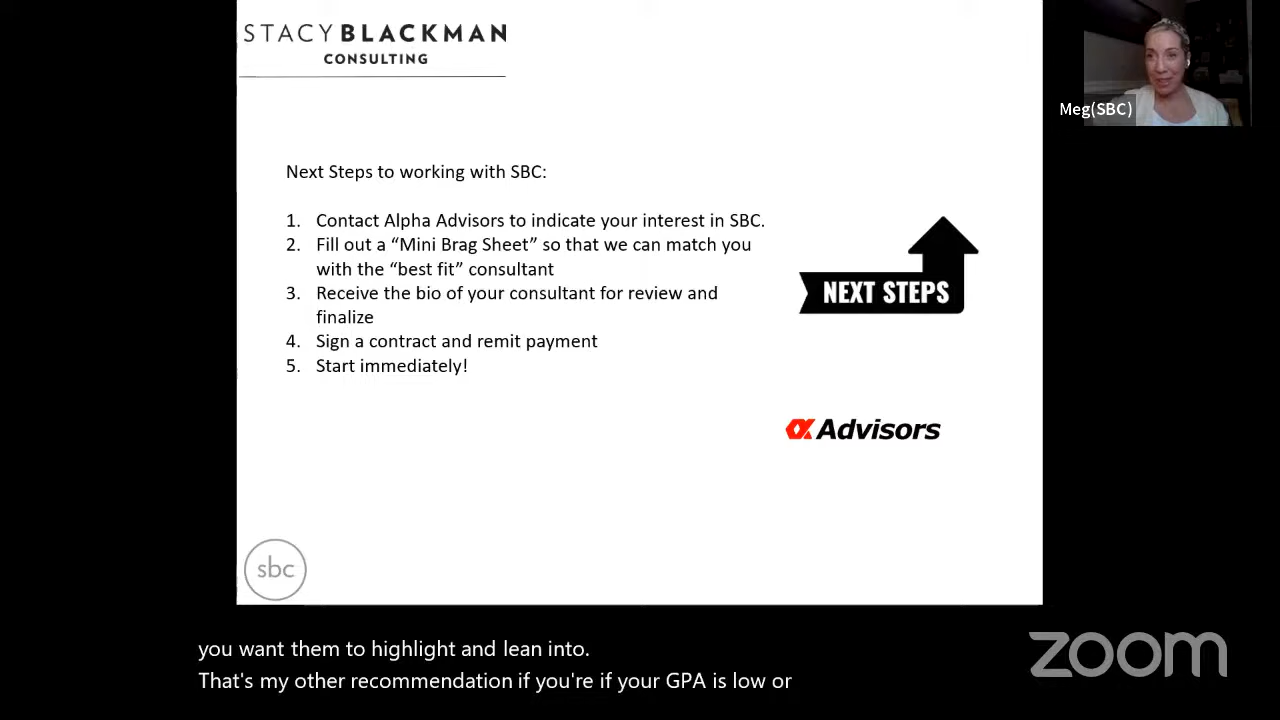 STACYBLACKMAN
CONSULTING
Meg(SBC)
Next Steps to working with SBC:
1. Contact Alpha Advisors to indicate your interest in SBC.
2. Fill out a “Mini Brag Sheet” so that we can match you
with the “best fit” consultant
3. Receive the bio of your consultant for review and
finalize
4. Sign a contract and remit payment
5. Start immediately!
NEXT STEPS
α Advisors
sbc
you want them to highlight and lean into.
That's my other recommendation if you're if your GPA is low or
zoom